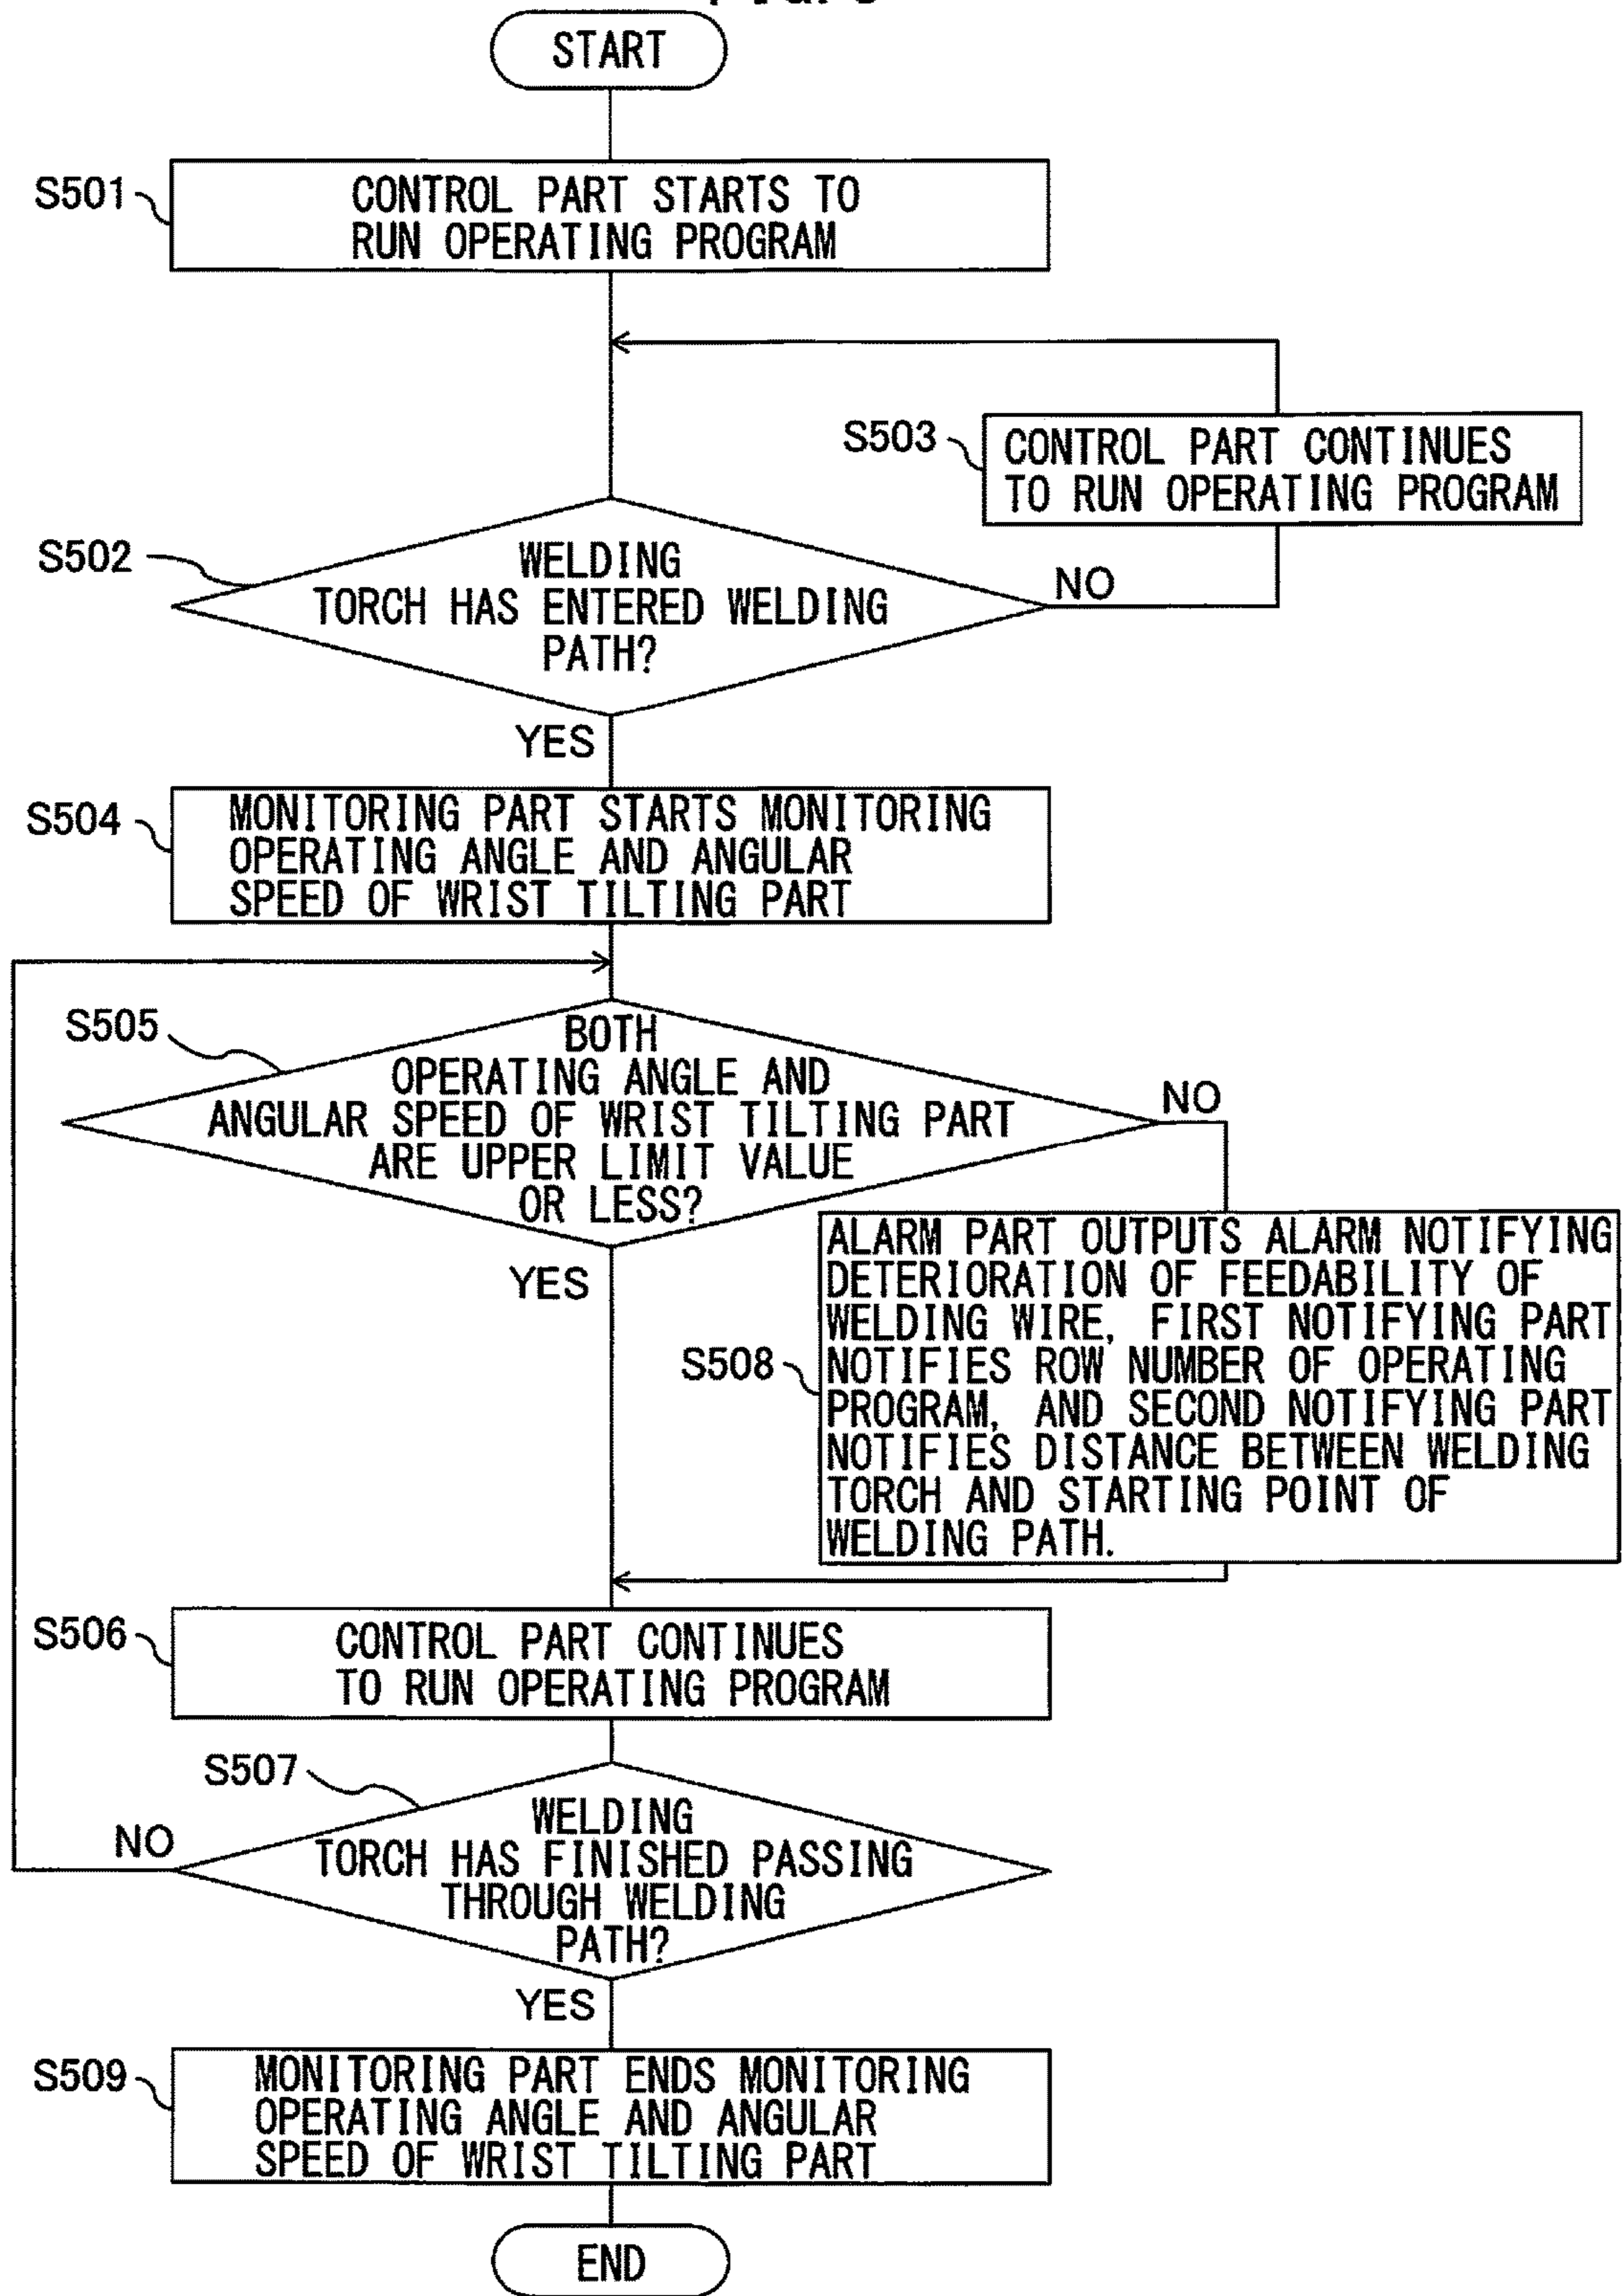 START
S501
CONTROL PART STARTS TO
RUN OPERATING PROGRAM
S503
CONTROL PART CONTINUES
TO RUN OPERATING PROGRAM
S502
WELDING
TORCH HAS ENTERED WELDING
PATH?
NO
YES
S504
MONITORING PART STARTS MONITORING
OPERATING ANGLE AND ANGULAR
SPEED OF WRIST TILTING PART
S505
BOTH
OPERATING ANGLE AND
ANGULAR SPEED OF WRIST TILTING PART
ARE UPPER LIMIT VALUE
OR LESS?
NO
YES
S508
ALARM PART OUTPUTS ALARM NOTIFYING
DETERIORATION OF FEEDABILITY OF
WELDING WIRE, FIRST NOTIFYING PART
NOTIFIES ROW NUMBER OF OPERATING
PROGRAM, AND SECOND NOTIFYING PART
NOTIFIES DISTANCE BETWEEN WELDING
TORCH AND STARTING POINT OF
WELDING PATH.
S506
CONTROL PART CONTINUES
TO RUN OPERATING PROGRAM
S507
WELDING
TORCH HAS FINISHED PASSING
THROUGH WELDING
PATH?
NO
YES
S509
MONITORING PART ENDS MONITORING
OPERATING ANGLE AND ANGULAR
SPEED OF WRIST TILTING PART
END